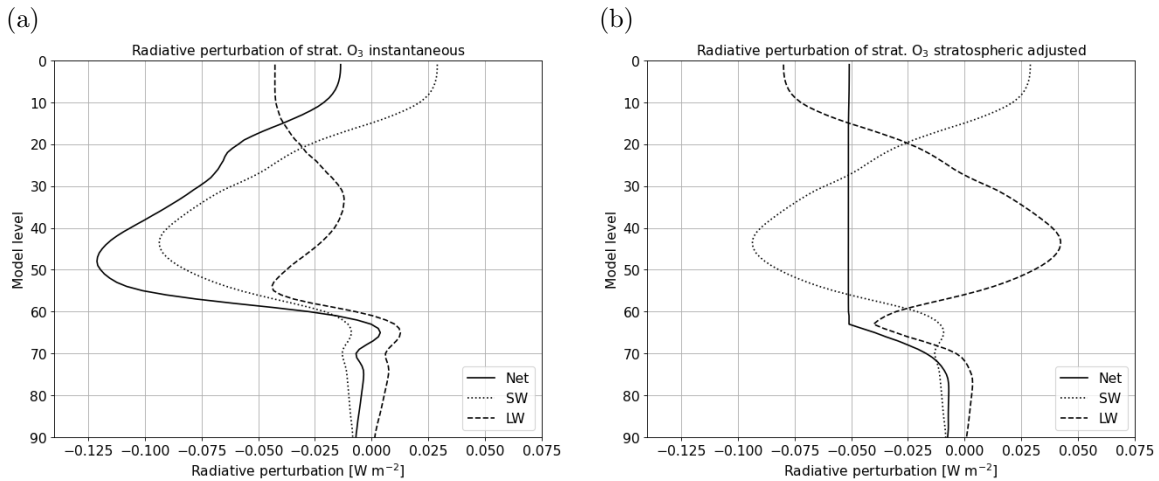 (a)
Radiative perturbation of strat. O₃ instantaneous
0
10
20
30
40
50
60
70
80
90
Model level
−0.125 −0.100 −0.075 −0.050 −0.025 0.000 0.025 0.050 0.075
Radiative perturbation [W m⁻²]
Net
SW
LW
(b)
Radiative perturbation of strat. O₃ stratospheric adjusted
0
10
20
30
40
50
60
70
80
90
Model level
−0.125 −0.100 −0.075 −0.050 −0.025 0.000 0.025 0.050 0.075
Radiative perturbation [W m⁻²]
Net
SW
LW